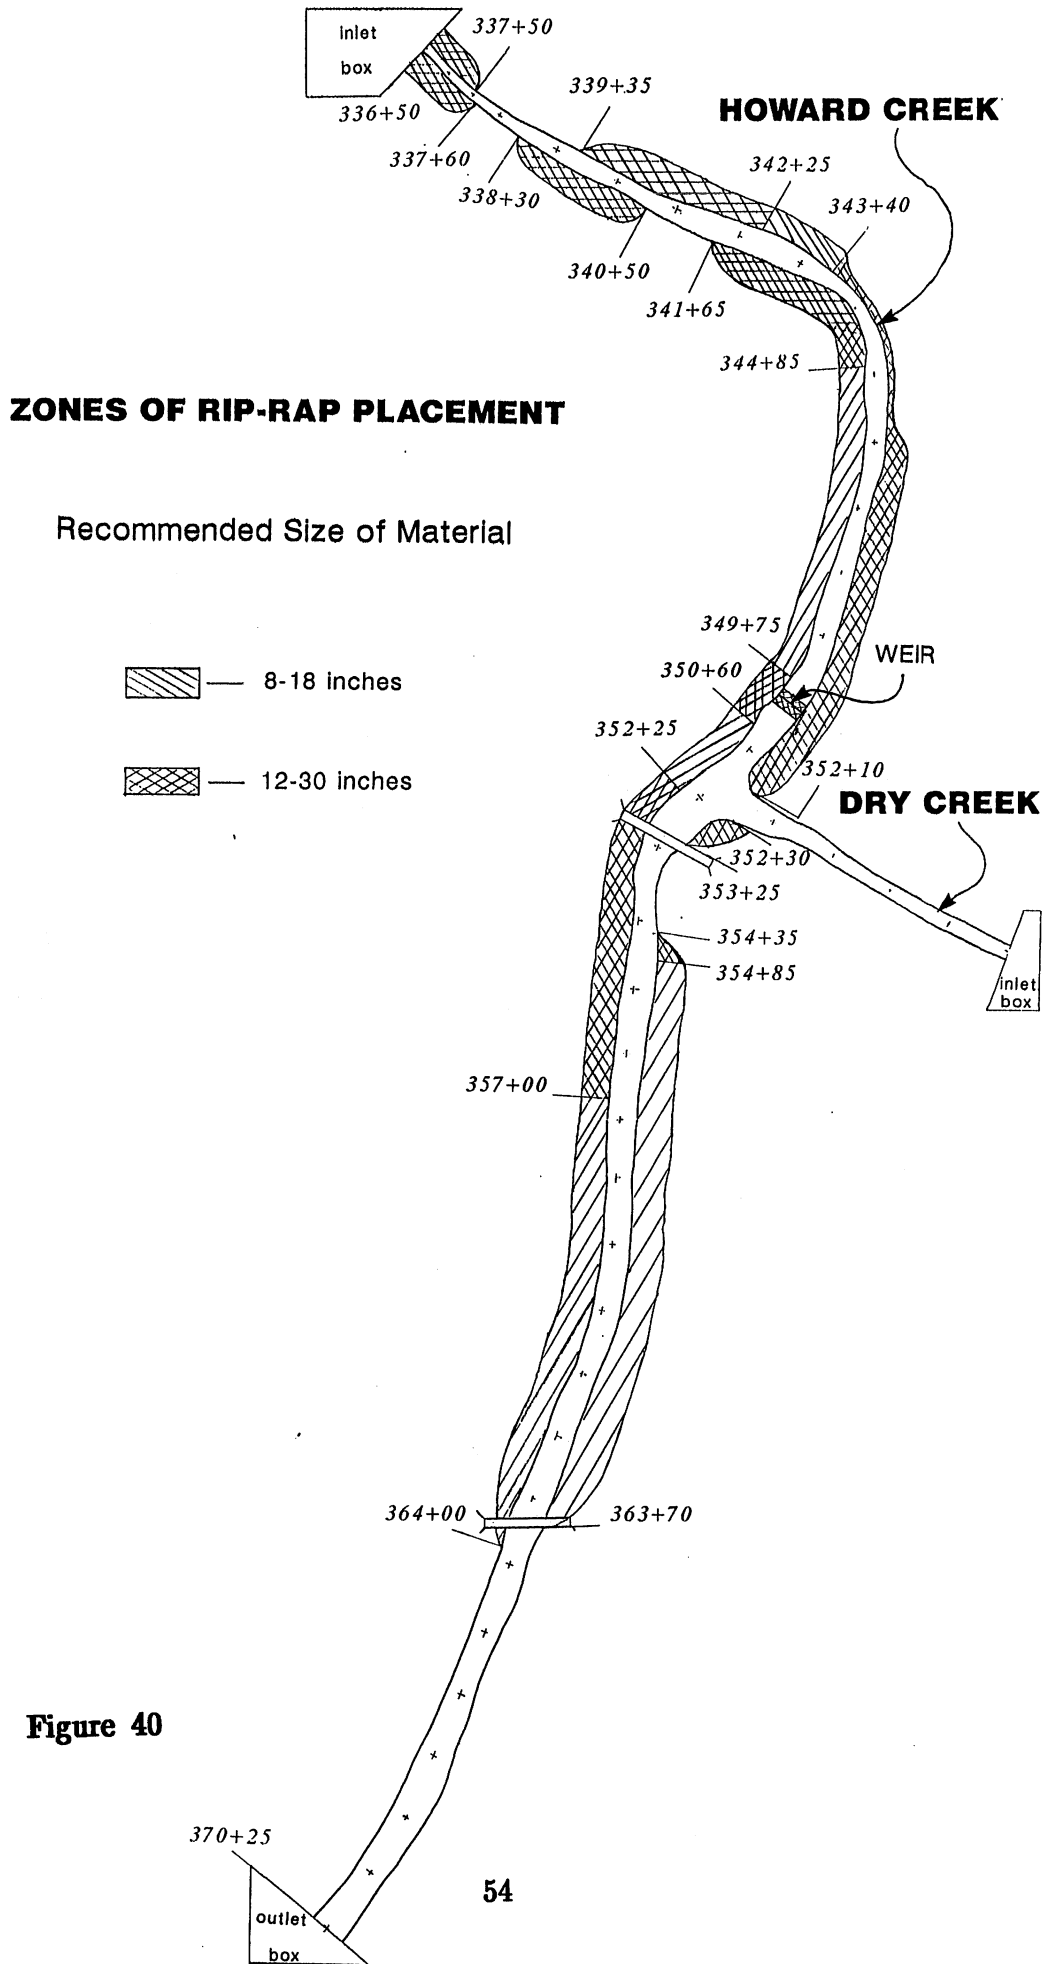 inlet
box
337+50
336+50
339+35
HOWARD CREEK
337+60
338+30
342+25
343+40
340+50
341+65
344+85
ZONES OF RIP-RAP PLACEMENT
Recommended Size of Material
8-18 inches
12-30 inches
349+75
350+60
WEIR
352+25
352+10
DRY CREEK
352+30
353+25
354+35
354+85
inlet
box
357+00
364+00
363+70
Figure 40
370+25
outlet
box
54